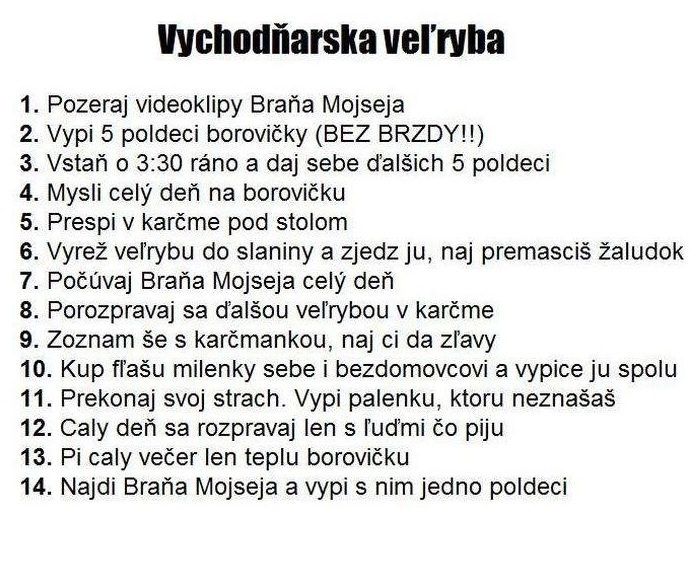 Vychodňarska veľryba
1. Pozeraj videoklipy Braňa Mojseja
2. Vypi 5 poldeci borovičky (BEZ BRZDY!!)
3. Vstaň o 3:30 ráno a daj sebe ďalšich 5 poldeci
4. Mysli celý deň na borovičku
5. Prespi v karčme pod stolom
6. Vyrež veľrybu do slaniny a zjedz ju, naj premasciš žaludok
7. Počúvaj Braňa Mojseja celý deň
8. Porozpravaj sa ďalšou veľrybou v karčme
9. Zoznam še s karčmankou, naj ci da zľavy
10. Kup fľašu milenky sebe i bezdomovcovi a vypice ju spolu
11. Prekonaj svoj strach. Vypi palenku, ktoru neznašaš
12. Caly deň sa rozpravaj len s ľuďmi čo piju
13. Pi caly večer len teplu borovičku
14. Najdi Braňa Mojseja a vypi s nim jedno poldeci